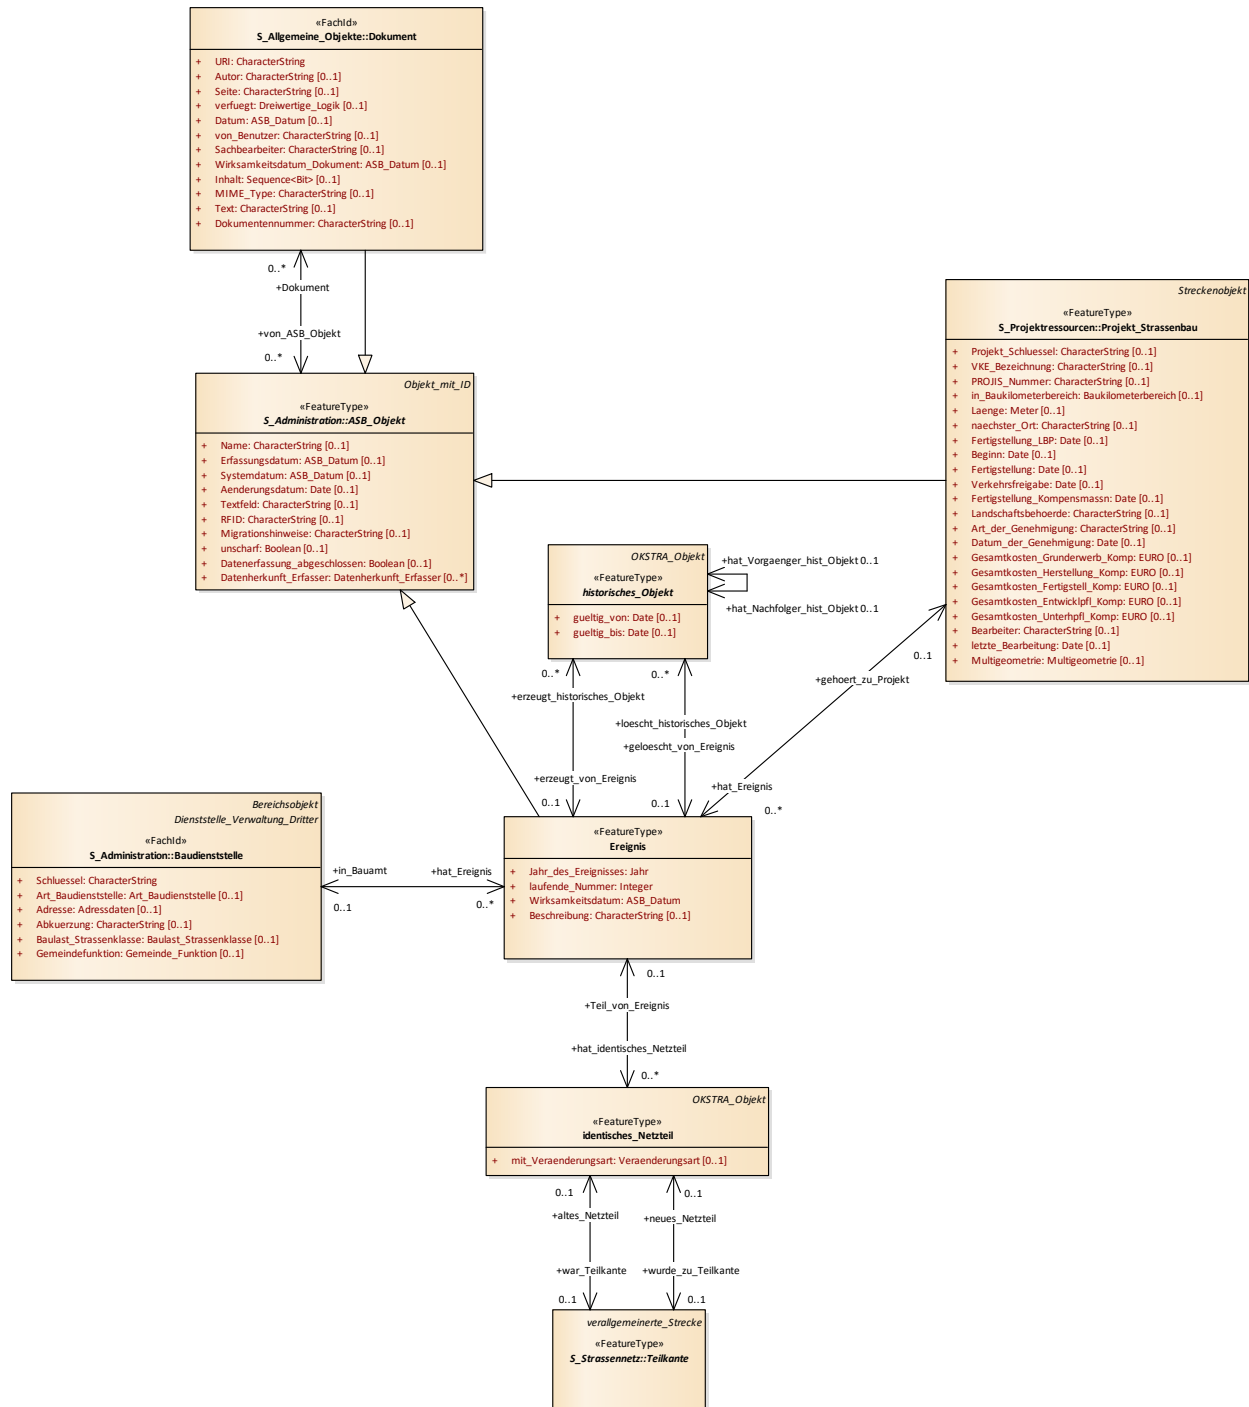 «FachId»
S_Allgemeine_Objekte::Dokument
+ URI: CharacterString
+ Autor: CharacterString [0..1]
+ Seite: CharacterString [0..1]
+ verfuegt: Dreiwertige_Logik [0..1]
+ Datum: ASB_Datum [0..1]
+ von_Benutzer: CharacterString [0..1]
+ Sachbearbeiter: CharacterString [0..1]
+ Wirksamkeitsdatum_Dokument: ASB_Datum [0..1]
+ Inhalt: Sequence<Bit> [0..1]
+ MIME_Type: CharacterString [0..1]
+ Text: CharacterString [0..1]
+ Dokumentennummer: CharacterString [0..1]
0..*
+Dokument
+von_ASB_Objekt
0..*
Streckenobjekt
«FeatureType»
S_Projektressourcen::Projekt_Strassenbau
+ Projekt_Schluessel: CharacterString [0..1]
+ VKE_Bezeichnung: CharacterString [0..1]
+ PROJIS_Nummer: CharacterString [0..1]
+ in_Baukilometerbereich: Baukilometerbereich [0..1]
+ Laenge: Meter [0..1]
+ naechster_Ort: CharacterString [0..1]
+ Fertigstellung_LBP: Date [0..1]
+ Beginn: Date [0..1]
+ Fertigstellung: Date [0..1]
+ Verkehrsfreigabe: Date [0..1]
+ Fertigstellung_Kompensmassn: Date [0..1]
+ Landschaftsbehoerde: CharacterString [0..1]
+ Art_der_Genehmigung: CharacterString [0..1]
+ Datum_der_Genehmigung: Date [0..1]
+ Gesamtkosten_Grunderwerb_Komp: EURO [0..1]
+ Gesamtkosten_Herstellung_Komp: EURO [0..1]
+ Gesamtkosten_Fertigstell_Komp: EURO [0..1]
+ Gesamtkosten_Entwicklpfl_Komp: EURO [0..1]
+ Gesamtkosten_Unterhpfl_Komp: EURO [0..1]
+ Bearbeiter: CharacterString [0..1]
+ letzte_Bearbeitung: Date [0..1]
+ Multigeometrie: Multigeometrie [0..1]
Objekt_mit_ID
«FeatureType»
S_Administration::ASB_Objekt
+ Name: CharacterString [0..1]
+ Erfassungsdatum: ASB_Datum [0..1]
+ Systemdatum: ASB_Datum [0..1]
+ Aenderungsdatum: Date [0..1]
+ Textfeld: CharacterString [0..1]
+ RFID: CharacterString [0..1]
+ Migrationshinweise: CharacterString [0..1]
+ unscharf: Boolean [0..1]
+ Datenerfassung_abgeschlossen: Boolean [0..1]
+ Datenherkunft_Erfasser: Datenherkunft_Erfasser [0..*]
OKSTRA_Objekt
«FeatureType»
historisches_Objekt
+ gueltig_von: Date [0..1]
+ gueltig_bis: Date [0..1]
+hat_Vorgaenger_hist_Objekt 0..1
+hat_Nachfolger_hist_Objekt 0..1
0..*
+erzeugt_historisches_Objekt
+erzeugt_von_Ereignis
0..1
0..*
+loescht_historisches_Objekt
+geloescht_von_Ereignis
0..1
0..1
+gehoert_zu_Projekt
+hat_Ereignis
0..*
Bereichsobjekt
Dienststelle_Verwaltung_Dritter
«FachId»
S_Administration::Baudienststelle
+ Schluessel: CharacterString
+ Art_Baudienststelle: Art_Baudienststelle [0..1]
+ Adresse: Adressdaten [0..1]
+ Abkuerzung: CharacterString [0..1]
+ Baulast_Strassenklasse: Baulast_Strassenklasse [0..1]
+ Gemeindefunktion: Gemeinde_Funktion [0..1]
+in_Bauamt
0..1
+hat_Ereignis
0..*
«FeatureType»
Ereignis
+ Jahr_des_Ereignisses: Jahr
+ laufende_Nummer: Integer
+ Wirksamkeitsdatum: ASB_Datum
+ Beschreibung: CharacterString [0..1]
0..1
+Teil_von_Ereignis
+hat_identisches_Netzteil
0..*
OKSTRA_Objekt
«FeatureType»
identisches_Netzteil
+ mit_Veraenderungsart: Veraenderungsart [0..1]
0..1
+altes_Netzteil
+war_Teilkante
0..1
0..1
+neues_Netzteil
+wurde_zu_Teilkante
0..1
verallgemeinerte_Strecke
«FeatureType»
S_Strassennetz::Teilkante